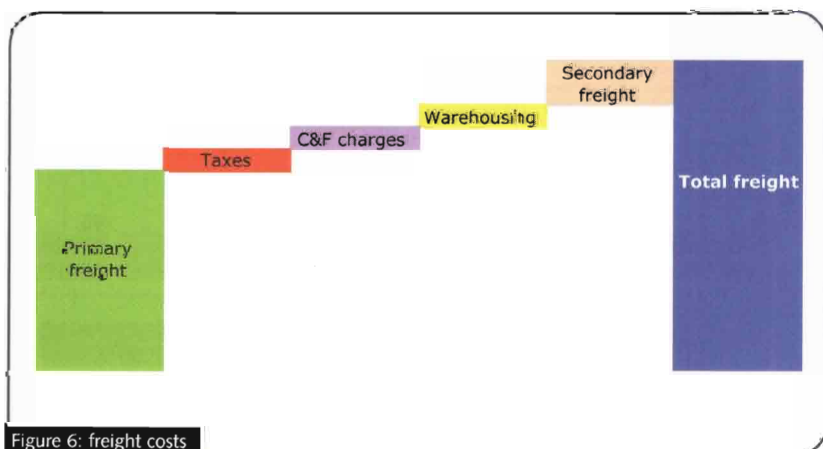 Secondary
freight
Warehousing
C&F charges
Taxes
Total freight
Primary
freight
Figure 6: freight costs